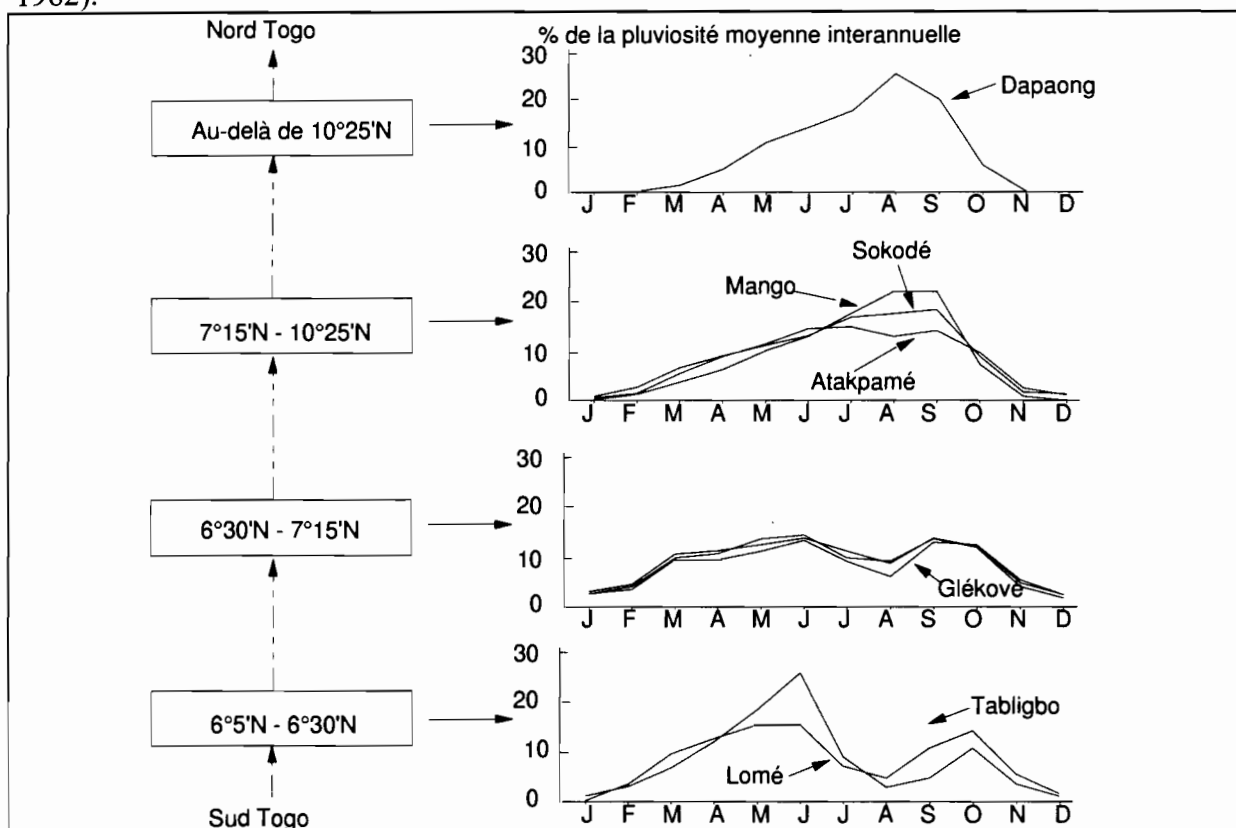 1982).
Nord Togo
% de la pluviosité moyenne interannuelle
30
20
10
0
Dapaong
Au-delà de 10°25'N
J F M A M J J A S O N D
30
20
10
0
Sokodé
Mango
Atakpamé
7°15'N - 10°25'N
J F M A M J J A S O N D
30
20
10
0
6°30'N - 7°15'N
Glékové
J F M A M J J A S O N D
30
20
10
0
Tabligbo
6°5'N - 6°30'N
Lomé
J F M A M J J A S O N D
Sud Togo